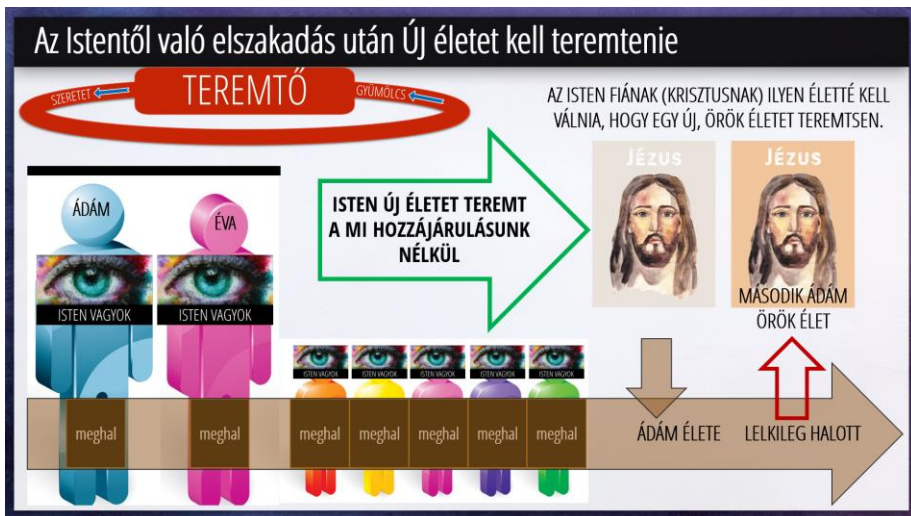 Az Istentől való elszakadás után ÚJ életet kell teremtenie
SZERETET
TEREMTŐ
GYÜMÖLCS
AZ ISTEN FIÁNAK (KRISZTUSNAK) ILYEN ÉLETTÉ KELL
VÁLNIA, HOGY EGY ÚJ, ÖRÖK ÉLETET TEREMTSEN.
ÁDÁM
ÉVA
ISTEN VAGYOK
ISTEN VAGYOK
ISTEN ÚJ ÉLETET TEREMT
A MI HOZZÁJÁRULÁSUNK
NÉLKÜL
JÉZUS
JÉZUS
MÁSODIK ÁDÁM
ÖRÖK ÉLET
ISTEN VAGYOK
ISTEN VAGYOK
ISTEN VAGYOK
ISTEN VAGYOK
ISTEN VAGYOK
meghal
meghal
meghal
meghal
meghal
meghal
meghal
ÁDÁM ÉLETE
LELKILEG HALOTT